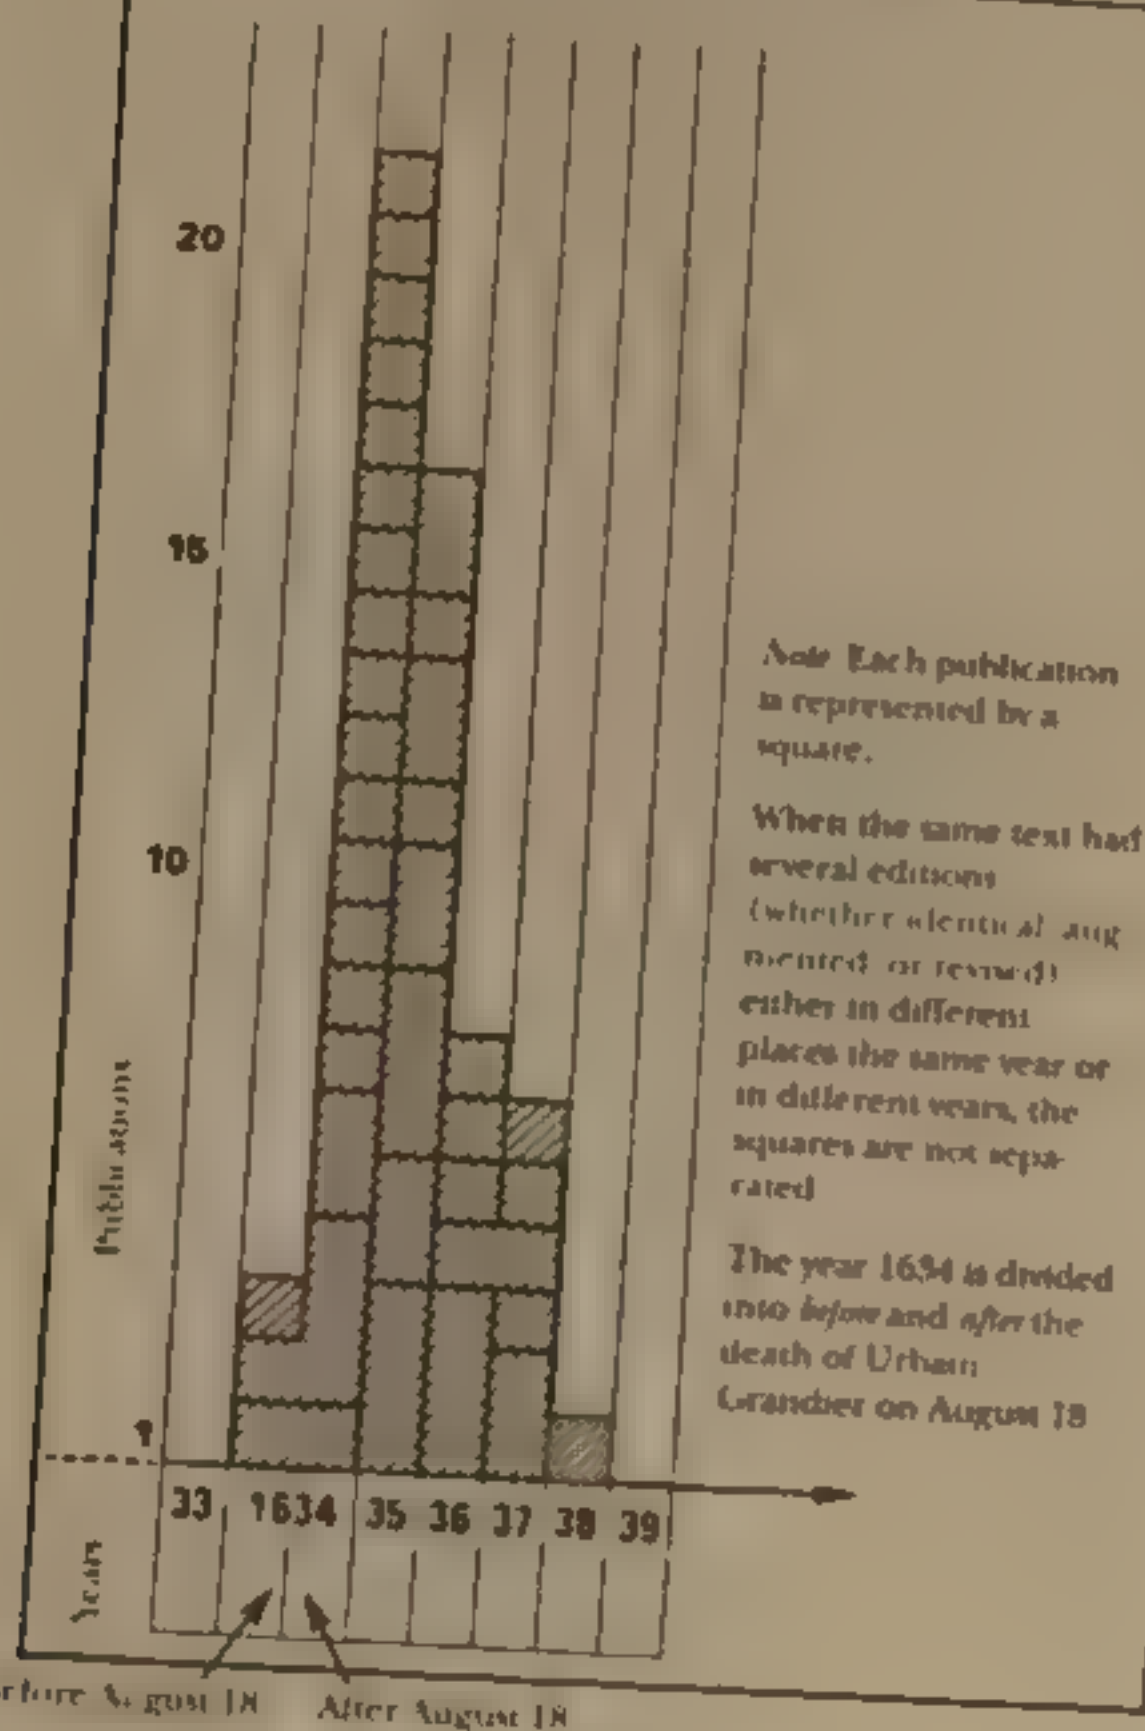 20
15
10
1
Publications
Note Each publication
is represented by a
square.
When the same text had
several editions
(whether identical aug
mented or revised)
either in different
places the same year or
in different years, the
squares are not sepa-
rated
The year 1634 is divided
into before and after the
death of Urbain
Grandier on August 18
Years
33 1634 35 36 37 38 39
August 18 After August 18